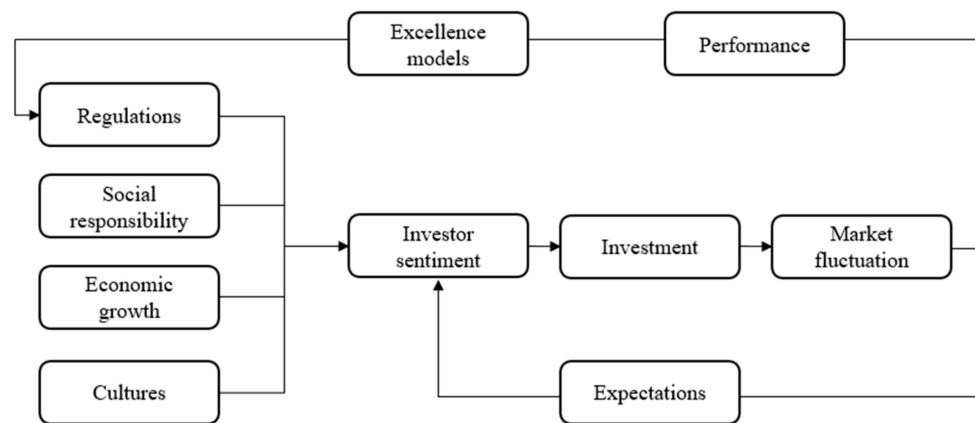 Excellence
models
Performance
Regulations
Social
responsibility
Investor
sentiment
Investment
Market
fluctuation
Economic
growth
Cultures
Expectations